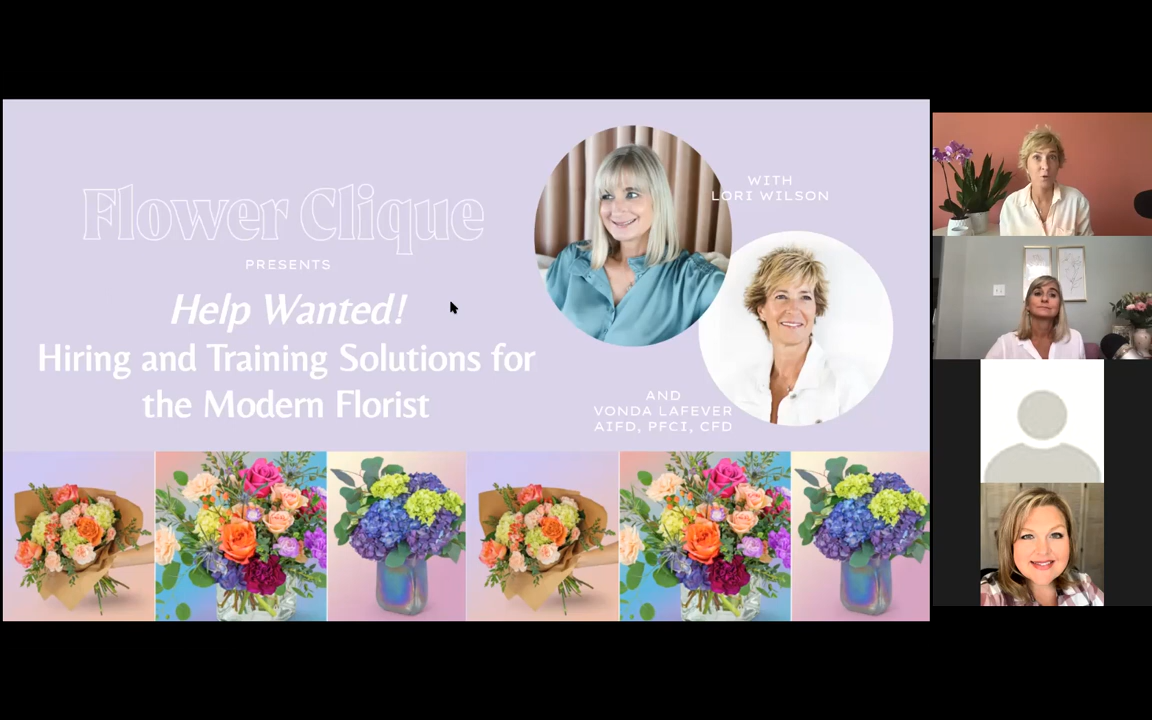 Flower Clique
PRESENTS
Help Wanted!
Hiring and Training Solutions for
the Modern Florist
WITH
LORI WILSON
AND
VONDA LAFEVER
AIFD, PFCI, CFD